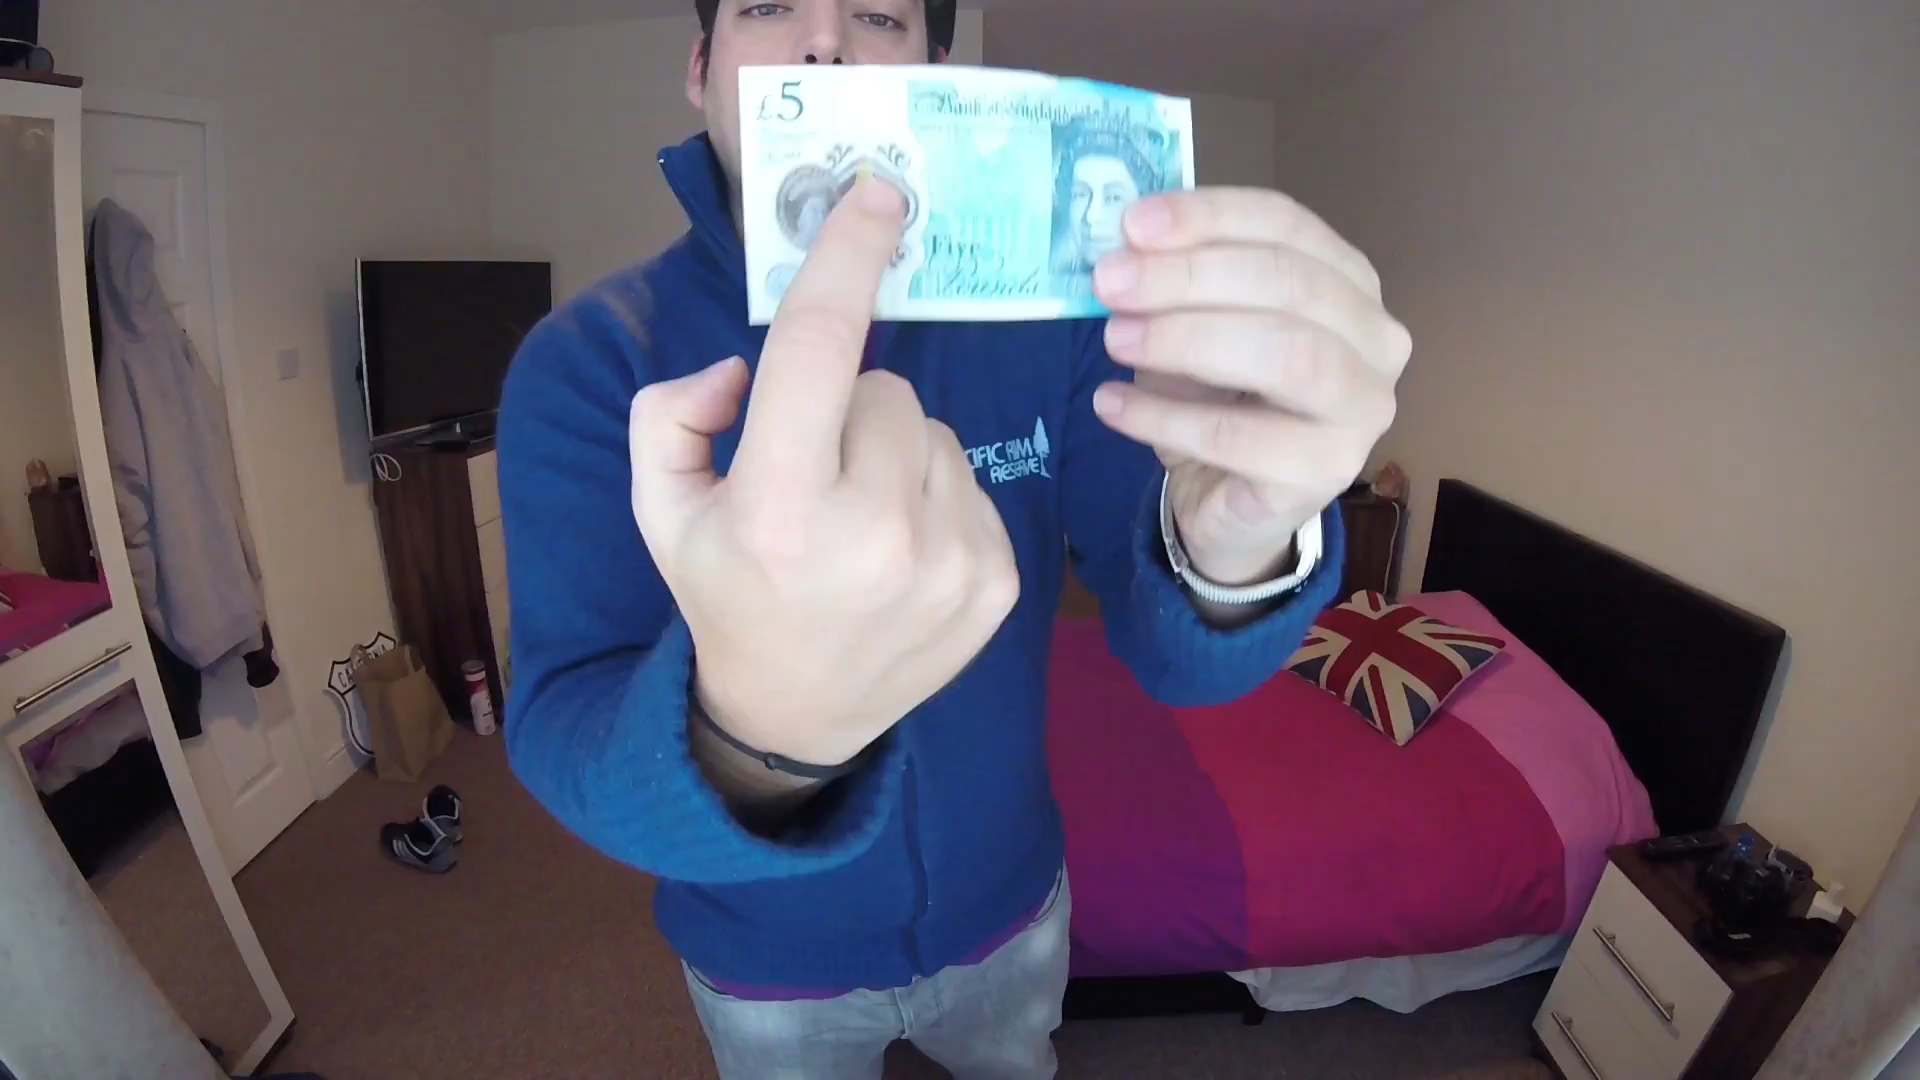 £5
Bank of England
Five
Pounds
CIFIC RIM
RESERVE